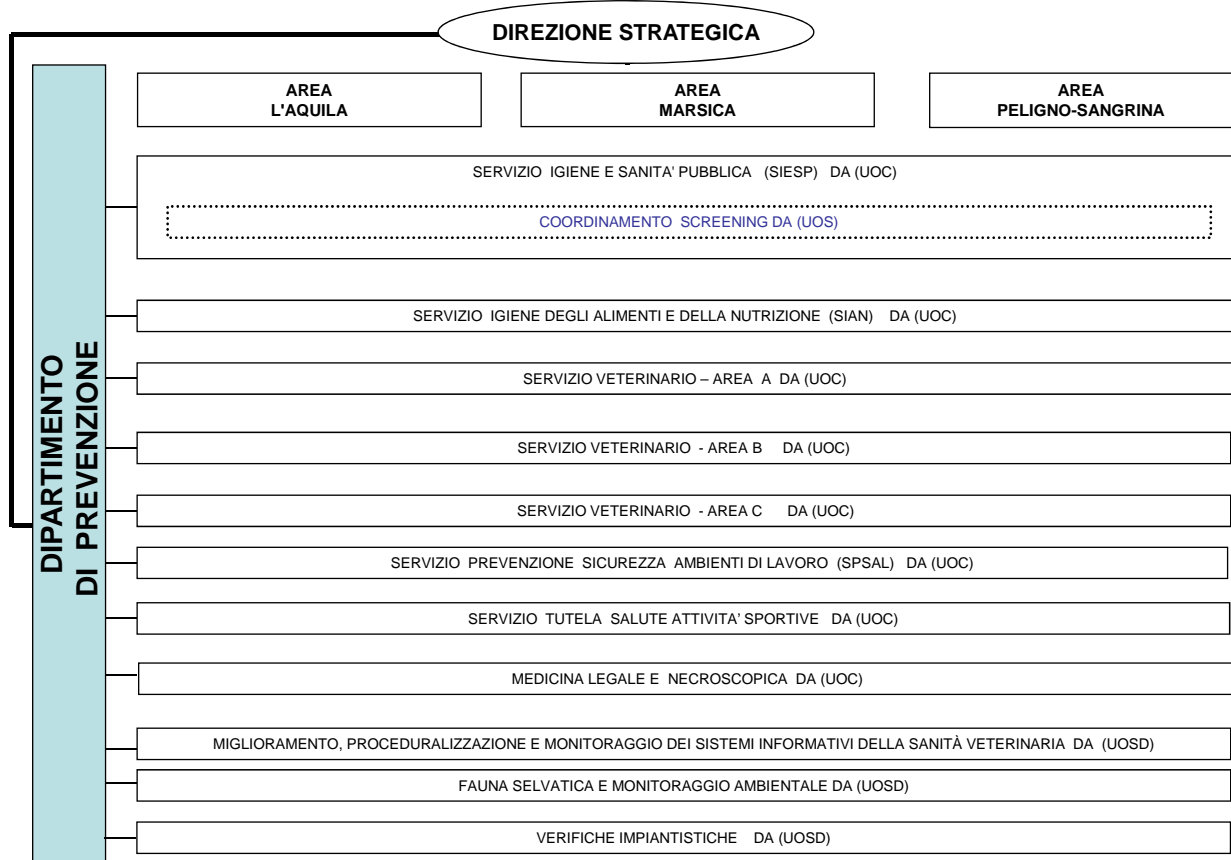 DIREZIONE STRATEGICA
AREA
L'AQUILA
AREA
MARSICA
AREA
PELIGNO-SANGRINA
DIPARTIMENTO
DI PREVENZIONE
SERVIZIO IGIENE E SANITA' PUBBLICA (SIESP) DA (UOC)
COORDINAMENTO SCREENING DA (UOS)
SERVIZIO IGIENE DEGLI ALIMENTI E DELLA NUTRIZIONE (SIAN) DA (UOC)
SERVIZIO VETERINARIO – AREA A DA (UOC)
SERVIZIO VETERINARIO - AREA B DA (UOC)
SERVIZIO VETERINARIO - AREA C DA (UOC)
SERVIZIO PREVENZIONE SICUREZZA AMBIENTI DI LAVORO (SPSAL) DA (UOC)
SERVIZIO TUTELA SALUTE ATTIVITA' SPORTIVE DA (UOC)
MEDICINA LEGALE E NECROSCOPICA DA (UOC)
MIGLIORAMENTO, PROCEDURALIZZAZIONE E MONITORAGGIO DEI SISTEMI INFORMATIVI DELLA SANITÀ VETERINARIA DA (UOSD)
FAUNA SELVATICA E MONITORAGGIO AMBIENTALE DA (UOSD)
VERIFICHE IMPIANTISTICHE DA (UOSD)